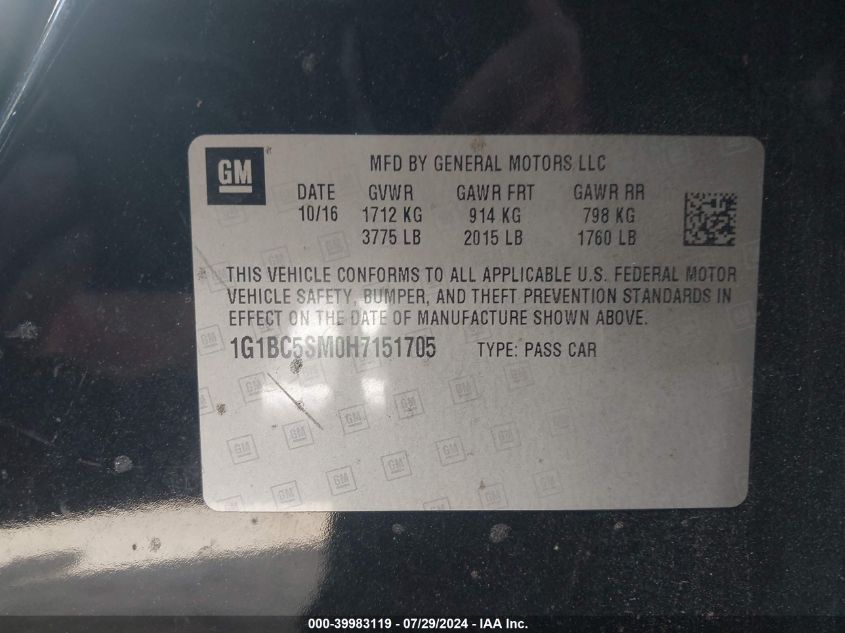 GM
MFD BY GENERAL MOTORS LLC
DATE GVWR GAWR FRT GAWR RR
10/16 1712 KG 914 KG 798 KG
3775 LB 2015 LB 1760 LB
THIS VEHICLE CONFORMS TO ALL APPLICABLE U.S. FEDERAL MOTOR
VEHICLE SAFETY, BUMPER, AND THEFT PREVENTION STANDARDS IN
EFFECT ON THE DATE OF MANUFACTURE SHOWN ABOVE.
1G1BC5SM0H7151705 TYPE: PASS CAR
000-39983119 - 07/29/2024 - IAA Inc.